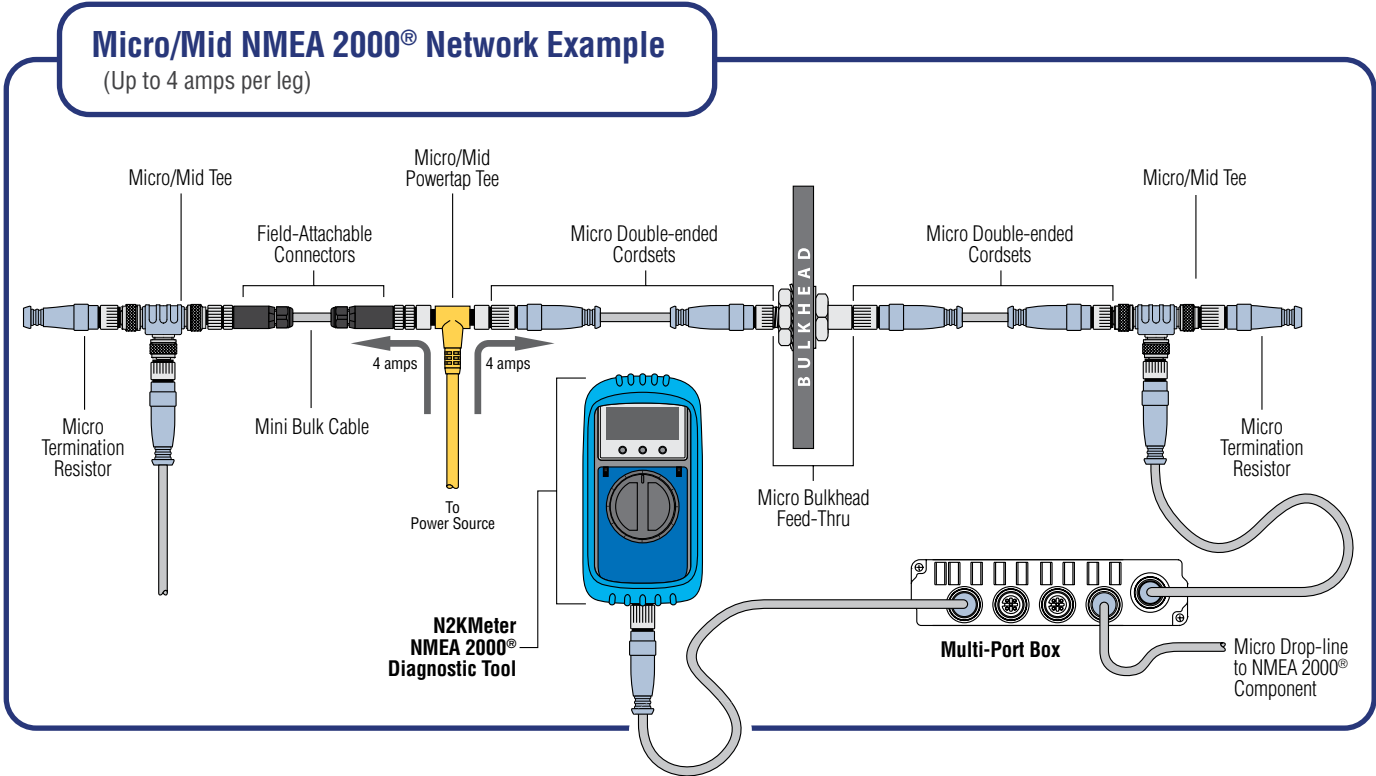 Micro/Mid NMEA 2000® Network Example
(Up to 4 amps per leg)
Micro/Mid Tee
Micro/Mid
Powertap Tee
Micro/Mid Tee
Field-Attachable
Connectors
Micro Double-ended
Cordsets
BULKHEAD
Micro Double-ended
Cordsets
4 amps
4 amps
Micro
Termination
Resistor
Mini Bulk Cable
To
Power Source
Micro Bulkhead
Feed-Thru
Micro
Termination
Resistor
N2KMeter
NMEA 2000®
Diagnostic Tool
Multi-Port Box
Micro Drop-line
to NMEA 2000®
Component